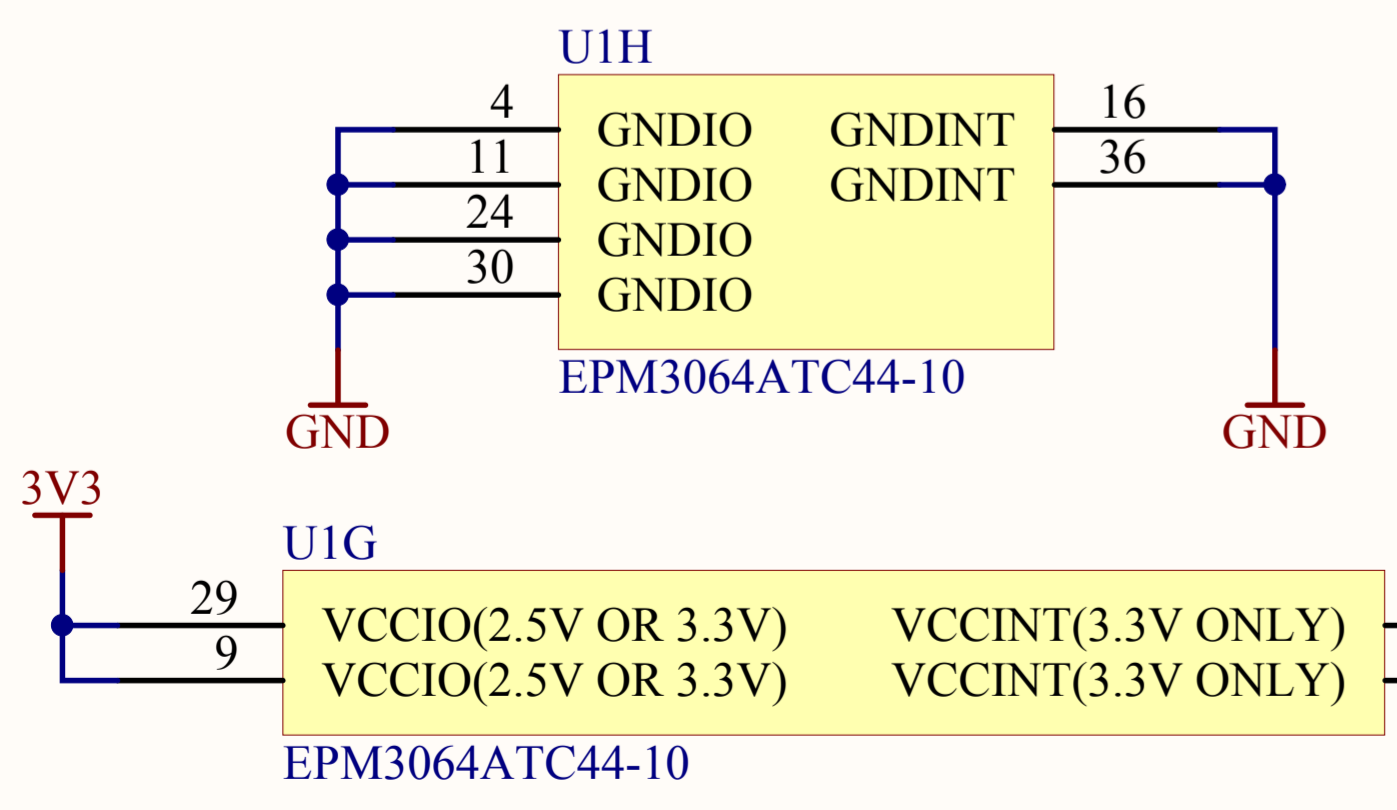 U1H
4 GNDIO GNDINT 16
11 GNDIO GNDINT 36
24 GNDIO
30 GNDIO
EPM3064ATC44-10
GND GND
3V3
U1G
29 VCCIO(2.5V OR 3.3V) VCCINT(3.3V ONLY)
9 VCCIO(2.5V OR 3.3V) VCCINT(3.3V ONLY)
EPM3064ATC44-10